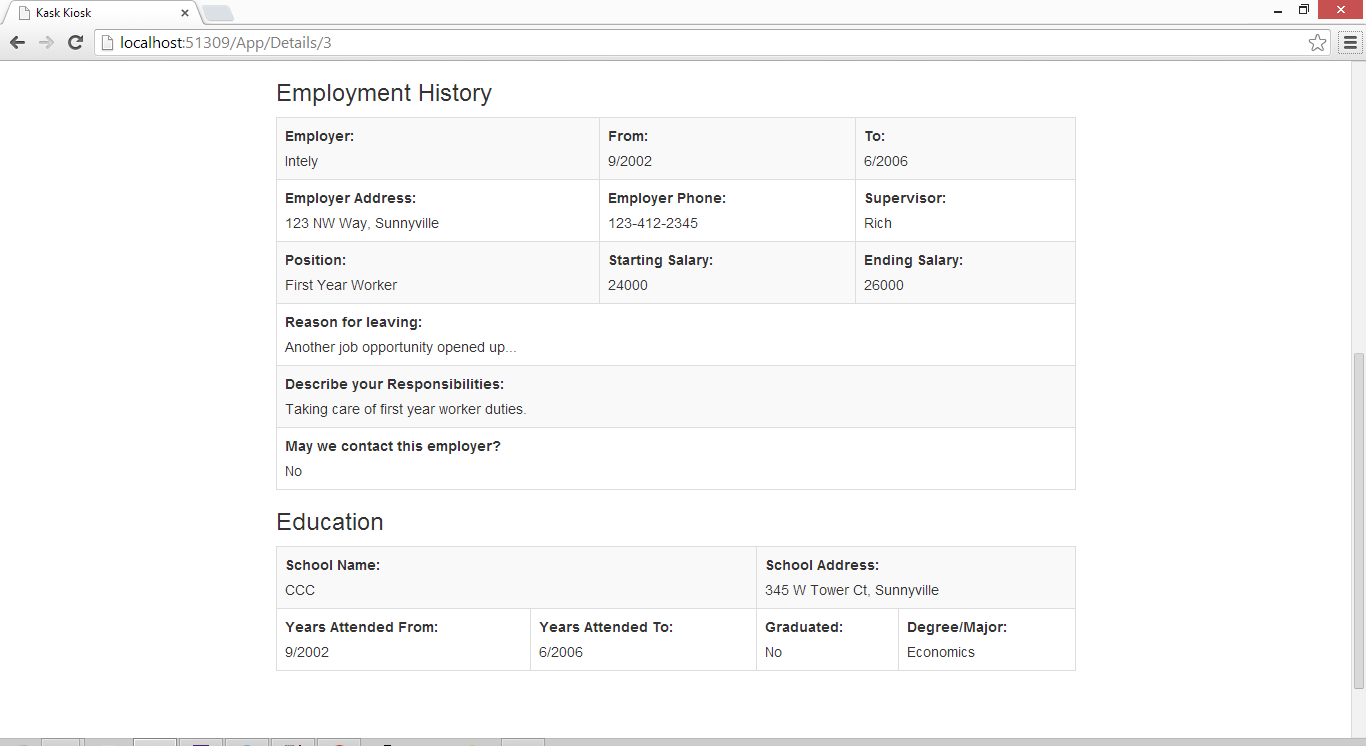 Kask Kiosk
localhost:51309/App/Details/3
Employment History
Employer: From: To:
Intely 9/2002 6/2006
Employer Address: Employer Phone: Supervisor:
123 NW Way, Sunnyville 123-412-2345 Rich
Position: Starting Salary: Ending Salary:
First Year Worker 24000 26000
Reason for leaving:
Another job opportunity opened up...
Describe your Responsibilities:
Taking care of first year worker duties.
May we contact this employer?
No
Education
School Name: School Address:
CCC 345 W Tower Ct, Sunnyville
Years Attended From: Years Attended To: Graduated: Degree/Major:
9/2002 6/2006 No Economics